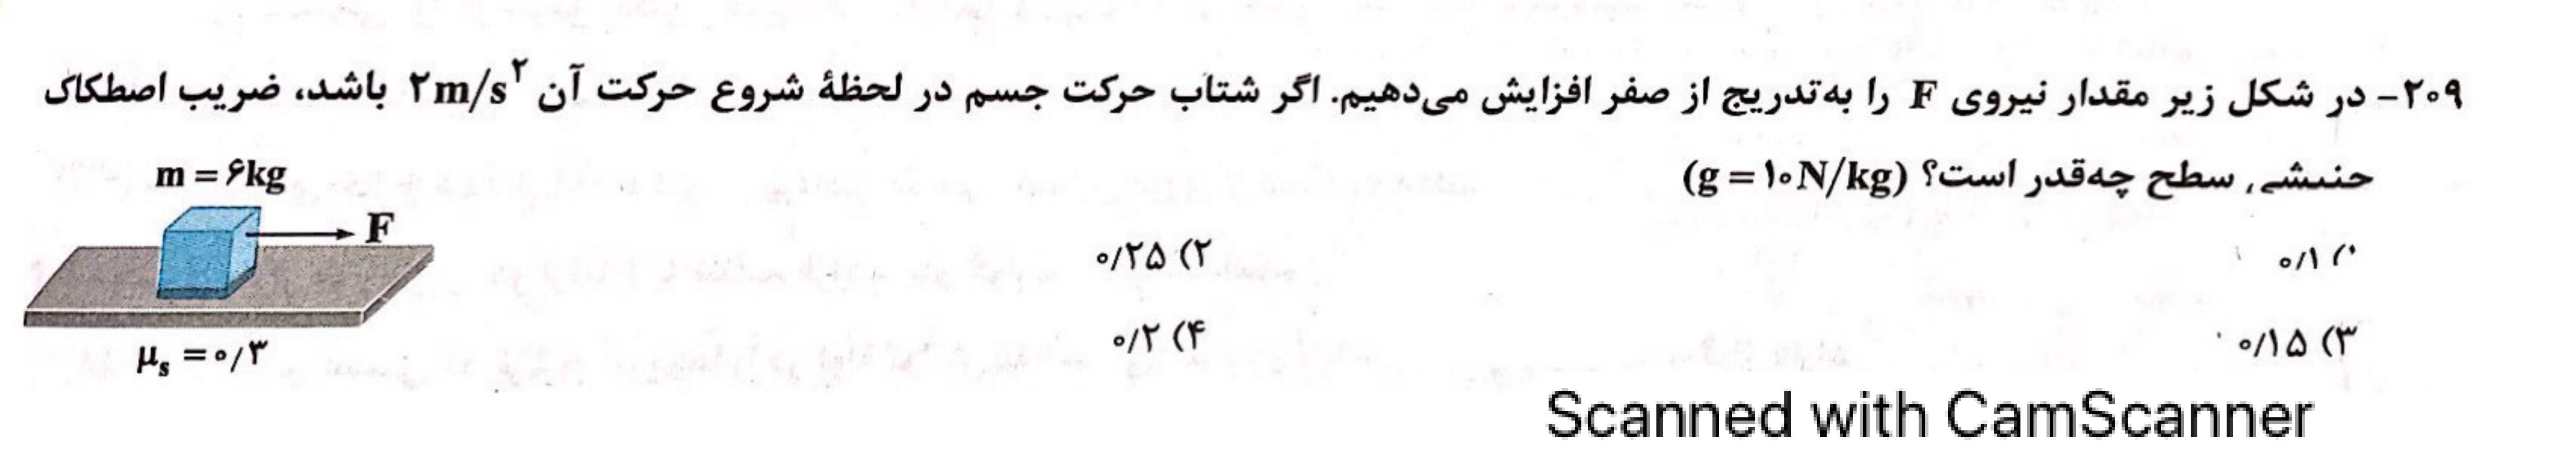 ۲۰۹- در شکل زیر مقدار نیروی F را به‌تدریج از صفر افزایش می‌دهیم. اگر شتاب حرکت جسم در لحظهٔ شروع حرکت آن ۲m/s^۲ باشد، ضریب اصطکاک
جنبشی سطح چه‌قدر است؟ (g = ۱۰N/kg)
۰/۱ (۱
۰/۲۵ (۲
۰/۱۵ (۳
۰/۲ (۴
m = ۶kg
F
μs = ۰/۳
Scanned with CamScanner